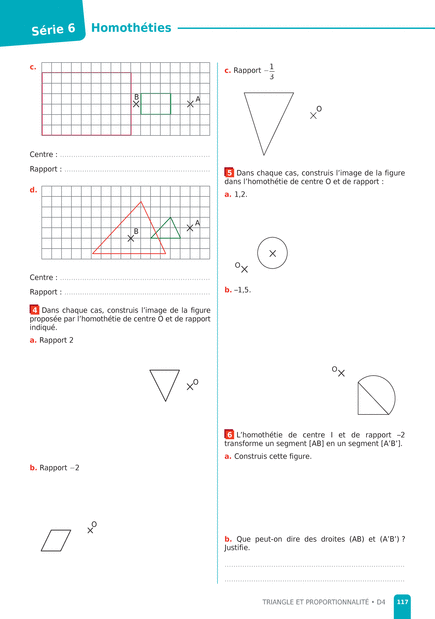 Série 6
Homothéties
c.
B
A
Centre : ........................................................
Rapport : ........................................................
d.
A
B
Centre : ........................................................
Rapport : ........................................................
4 Dans chaque cas, construis l'image de la figure
proposée par l'homothétie de centre O et de rapport
indiqué.
a. Rapport 2
O
b. Rapport −2
O
c. Rapport −1/3
O
5 Dans chaque cas, construis l'image de la figure
dans l'homothétie de centre O et de rapport :
a. 1,2.
O
b. –1,5.
O
6 L'homothétie de centre I et de rapport –2
transforme un segment [AB] en un segment [A'B'].
a. Construis cette figure.
b. Que peut-on dire des droites (AB) et (A'B') ?
Justifie.
........................................................
........................................................
TRIANGLE ET PROPORTIONNALITÉ • D4
117